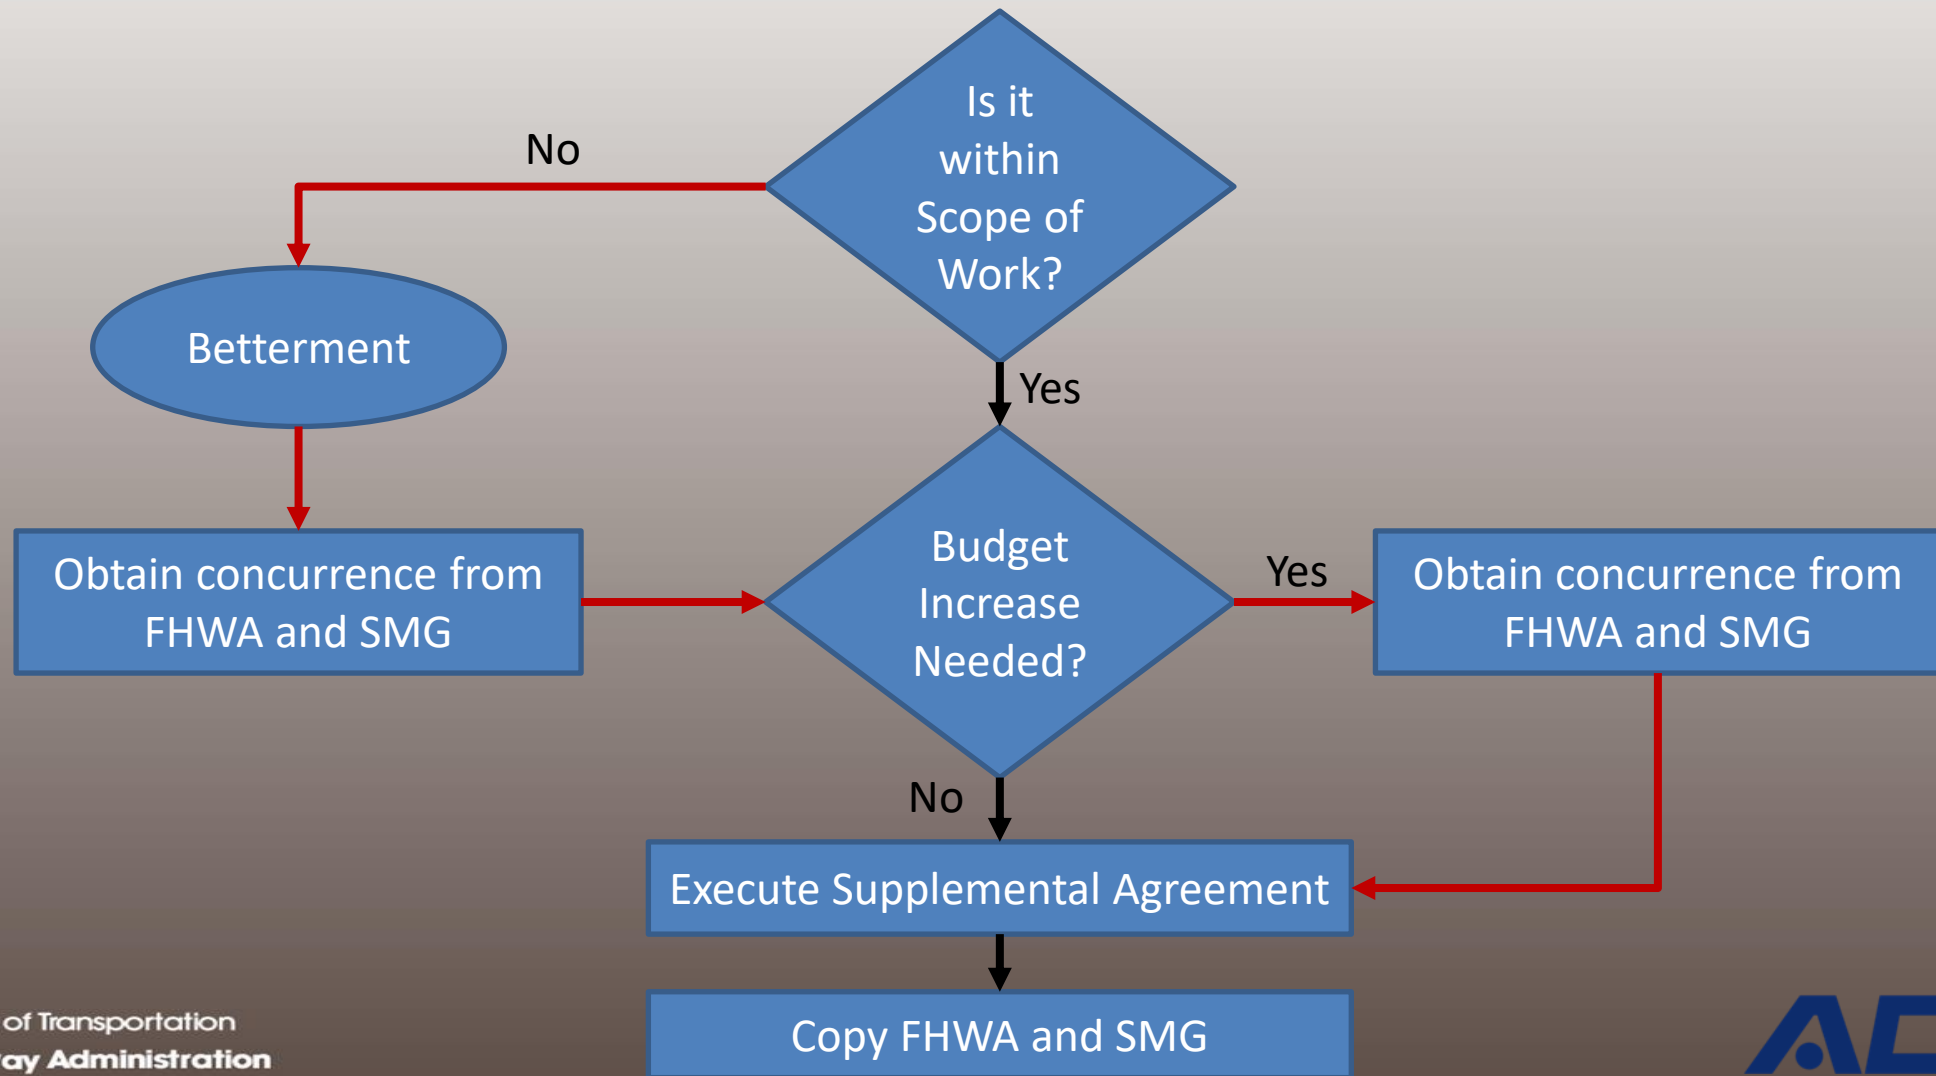 Is it
within
Scope of
Work?
No
Betterment
Yes
Obtain concurrence from
FHWA and SMG
Budget
Increase
Needed?
Yes
Obtain concurrence from
FHWA and SMG
No
Execute Supplemental Agreement
Copy FHWA and SMG
of Transportation
Administration